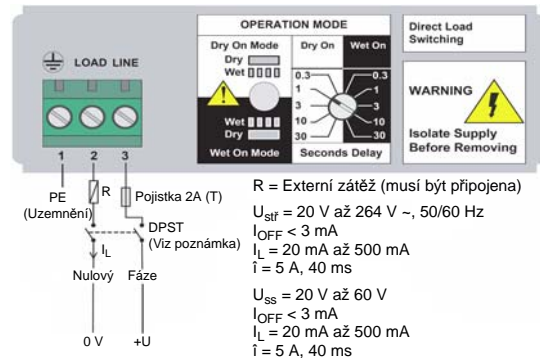 OPERATION MODE
Dry On Mode
Dry
Wet
Wet
Dry
Wet On Mode
Dry On
Wet On
0.3
1
3
10
30
0.3
1
3
10
30
Seconds Delay
Direct Load
Switching
WARNING
Isolate Supply
Before Removing
LOAD LINE
1 2 3
PE
(Uzemnění)
R
Pojistka 2A (T)
DPST
(Viz poznámka)
IL
Nulový
Fáze
0 V
+U
R = Externí zátěž (musí být připojena)
Ustř = 20 V až 264 V ~, 50/60 Hz
IOFF < 3 mA
IL = 20 mA až 500 mA
î = 5 A, 40 ms
Uss = 20 V až 60 V
IOFF < 3 mA
IL = 20 mA až 500 mA
î = 5 A, 40 ms